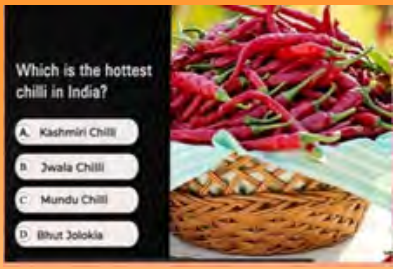 Which is the hottest
chilli in India?
A. Kashmiri Chilli
B. Jwala Chilli
C. Mundu Chilli
D. Bhut Jolokia